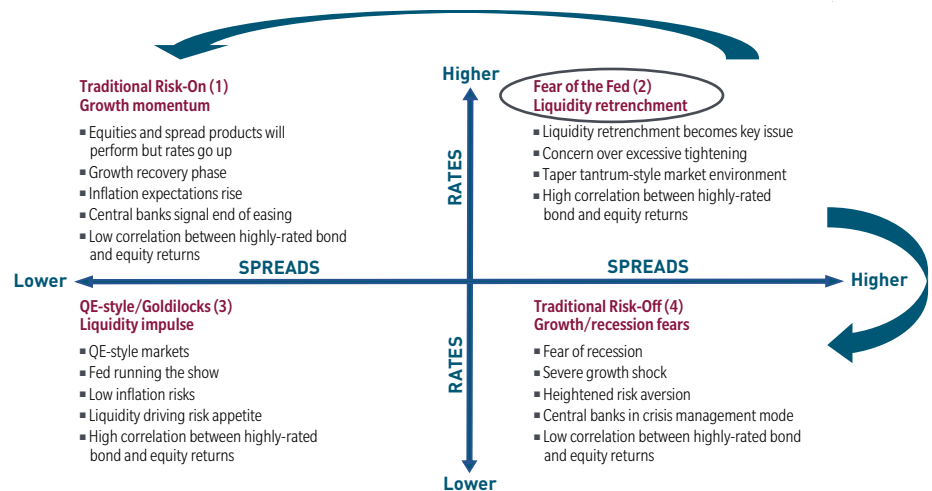 Traditional Risk-On (1)
Growth momentum
■ Equities and spread products will
perform but rates go up
■ Growth recovery phase
■ Inflation expectations rise
■ Central banks signal end of easing
■ Low correlation between highly-rated bond
and equity returns
Higher
RATES
Fear of the Fed (2)
Liquidity retrenchment
■ Liquidity retrenchment becomes key issue
■ Concern over excessive tightening
■ Taper tantrum-style market environment
■ High correlation between highly-rated
bond and equity returns
Lower
SPREADS
SPREADS
Higher
QE-style/Goldilocks (3)
Liquidity impulse
■ QE-style markets
■ Fed running the show
■ Low inflation risks
■ Liquidity driving risk appetite
■ High correlation between highly-rated
bond and equity returns
RATES
Lower
Traditional Risk-Off (4)
Growth/recession fears
■ Fear of recession
■ Severe growth shock
■ Heightened risk aversion
■ Central banks in crisis management mode
■ Low correlation between highly-rated bond
and equity returns